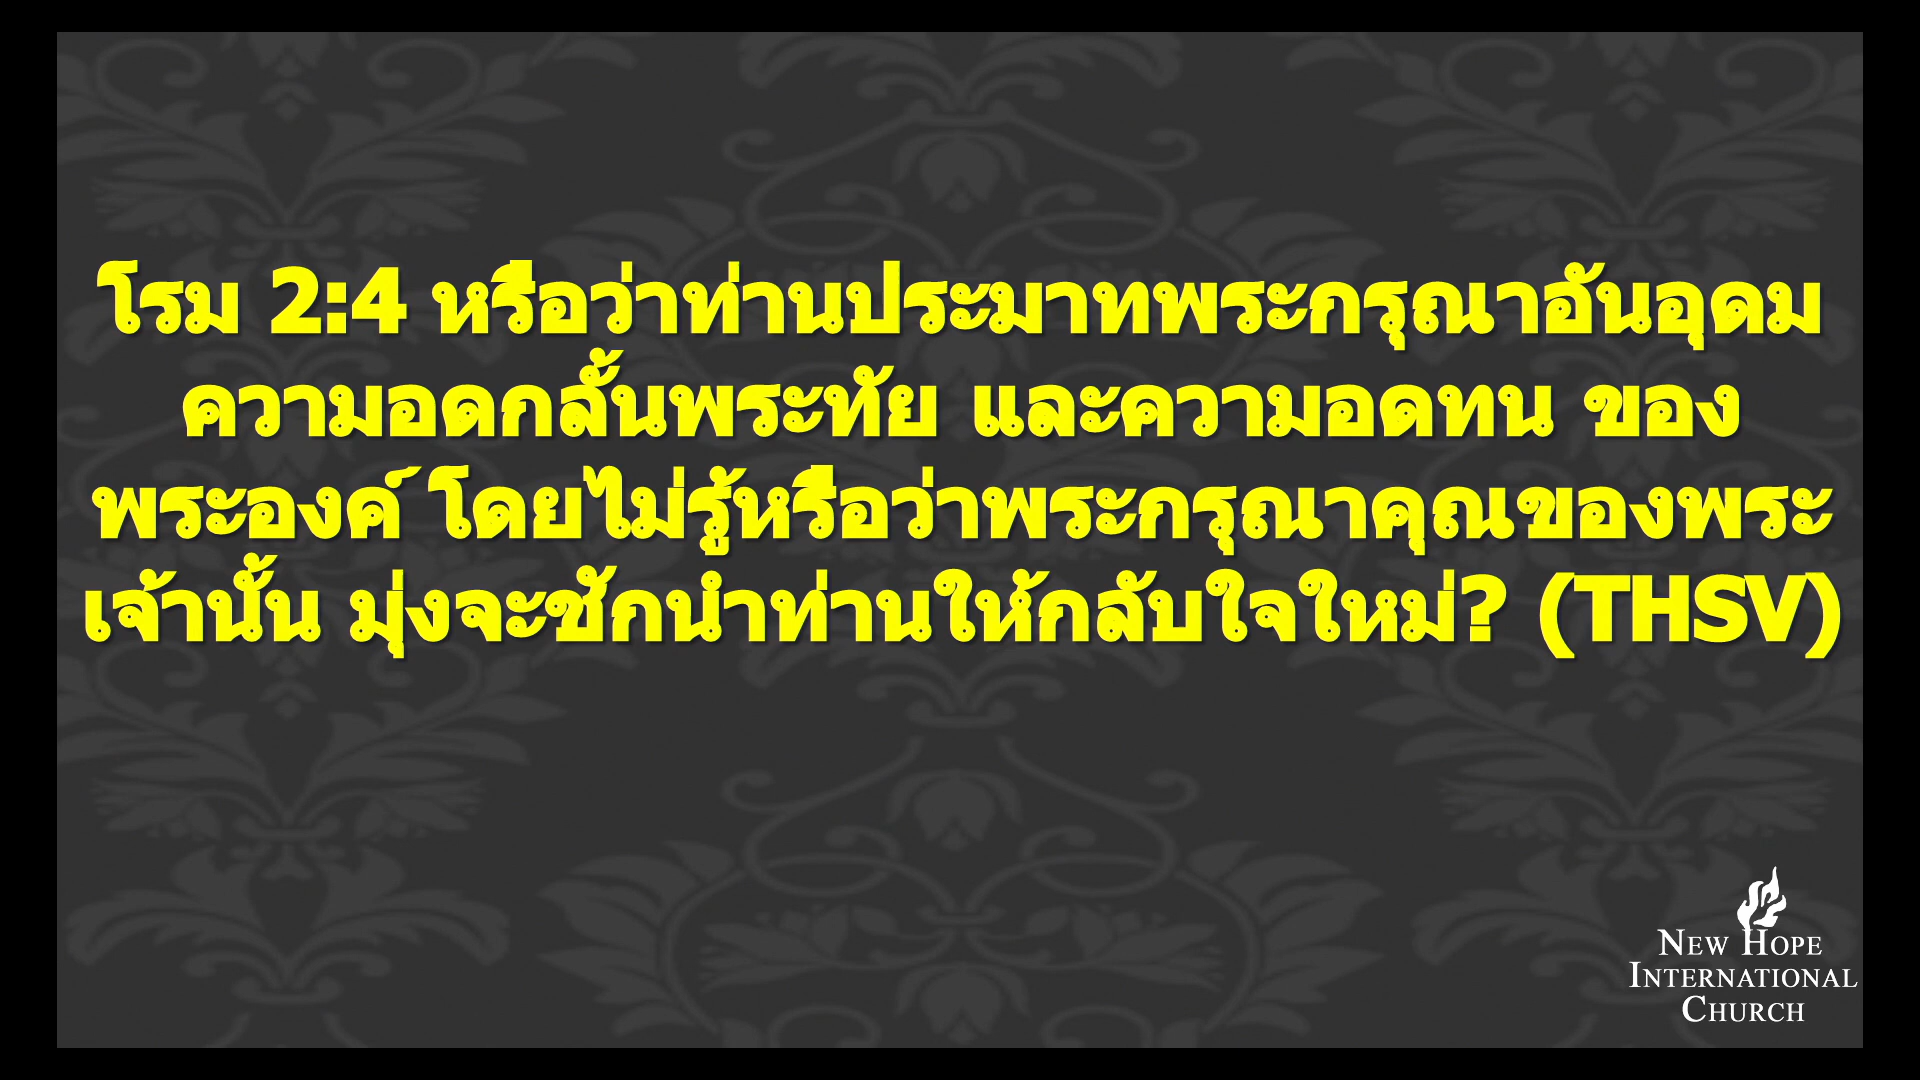 โรม 2:4 หรือว่าท่านประมาทพระกรุณาอันอุดม
ความอดกลั้นพระทัย และความอดทน ของ
พระองค์ โดยไม่รู้หรือว่าพระกรุณาคุณของพระ
เจ้านั้น มุ่งจะชักนำท่านให้กลับใจใหม่? (THSV)
NEW HOPE
INTERNATIONAL
CHURCH